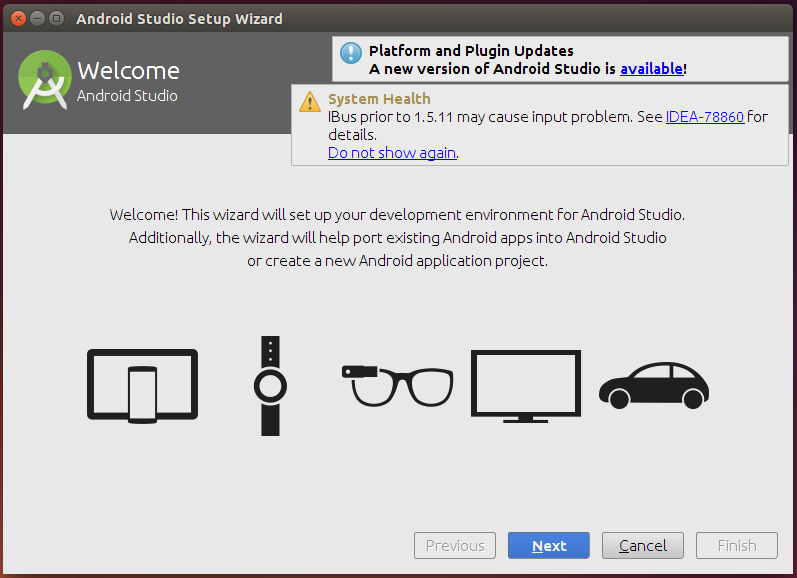 Android Studio Setup Wizard
Welcome
Android Studio
Platform and Plugin Updates
A new version of Android Studio is available!
System Health
IBus prior to 1.5.11 may cause input problem. See IDEA-78860 for
details.
Do not show again.
Welcome! This wizard will set up your development environment for Android Studio.
Additionally, the wizard will help port existing Android apps into Android Studio
or create a new Android application project.
Previous Next Cancel Finish